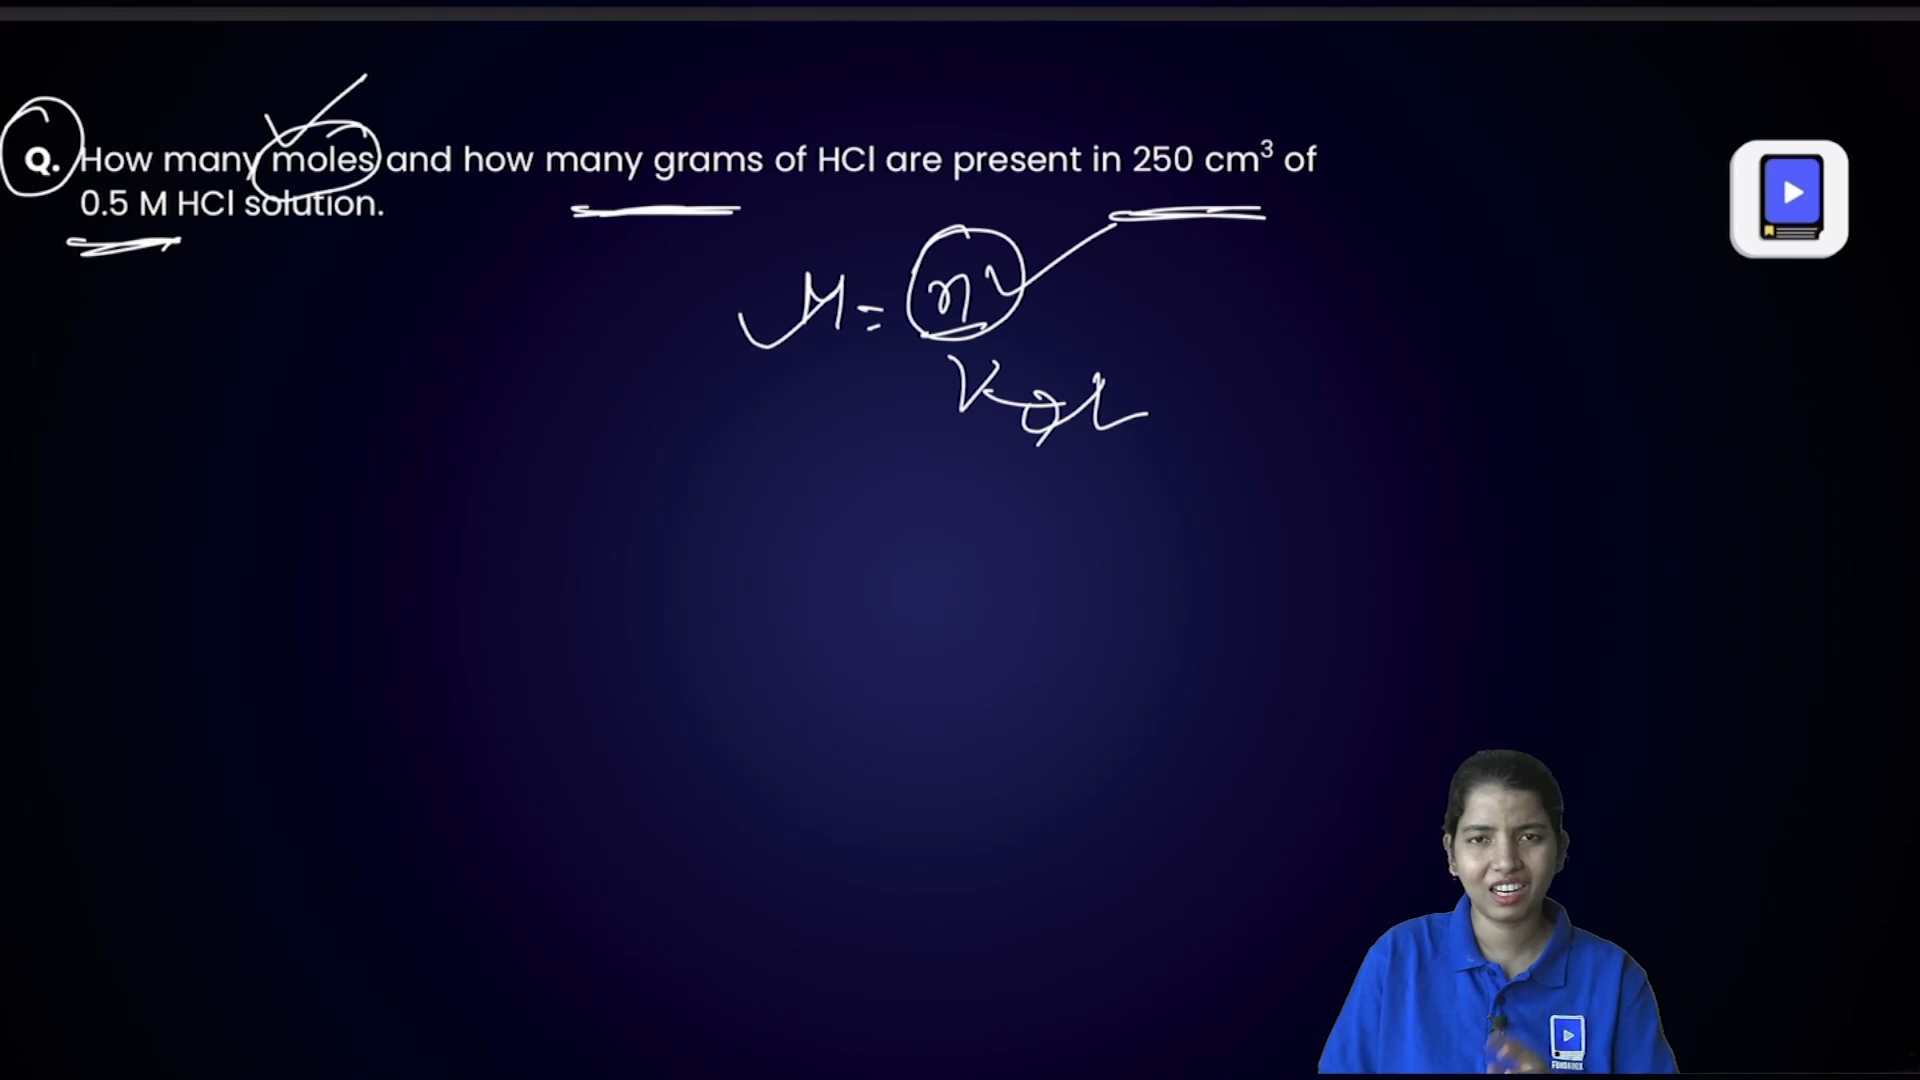 Q. How many moles and how many grams of HCl are present in 250 cm³ of
0.5 M HCl solution.
M = n
V
L
FUNDABOX